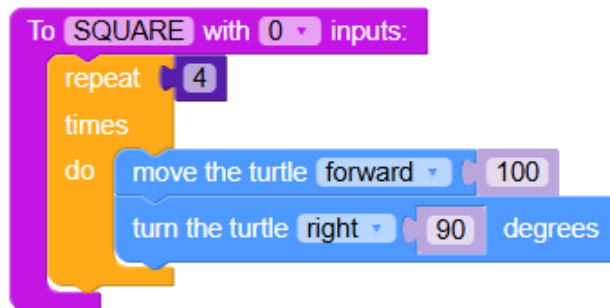 To SQUARE with 0 inputs:
repeat 4
times
do move the turtle forward 100
turn the turtle right 90 degrees